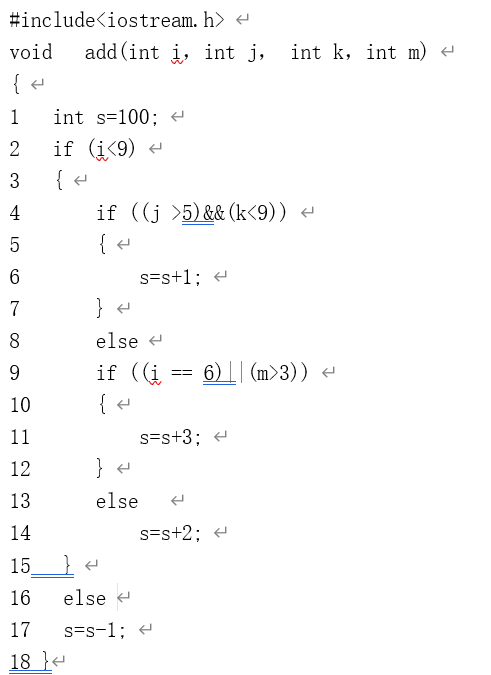 #include<iostream.h>
void   add(int i，int j， int k，int m)
{
1   int s=100;
2   if (i<9)
3   {
4       if ((j >5)&&(k<9))
5       {
6           s=s+1;
7       }
8       else
9       if ((i == 6)||(m>3))
10      {
11          s=s+3;
12      }
13      else
14          s=s+2;
15   }
16   else
17   s=s-1;
18 }